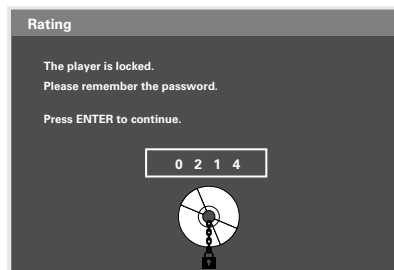 Rating
The player is locked.
Please remember the password.
Press ENTER to continue.
0 2 1 4